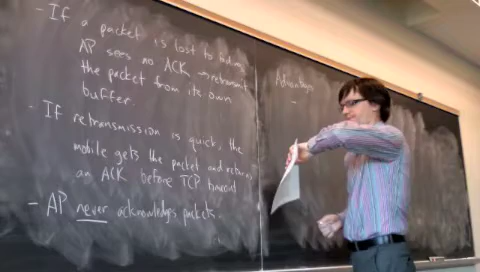 - If a packet is lost to fading,
AP sees no ACK → retransmit
the packet from its own
buffer.
- If retransmission is quick, the
mobile gets the packet and returns
an ACK before TCP timeout
- AP never acknowledges packets.
Advantages
-